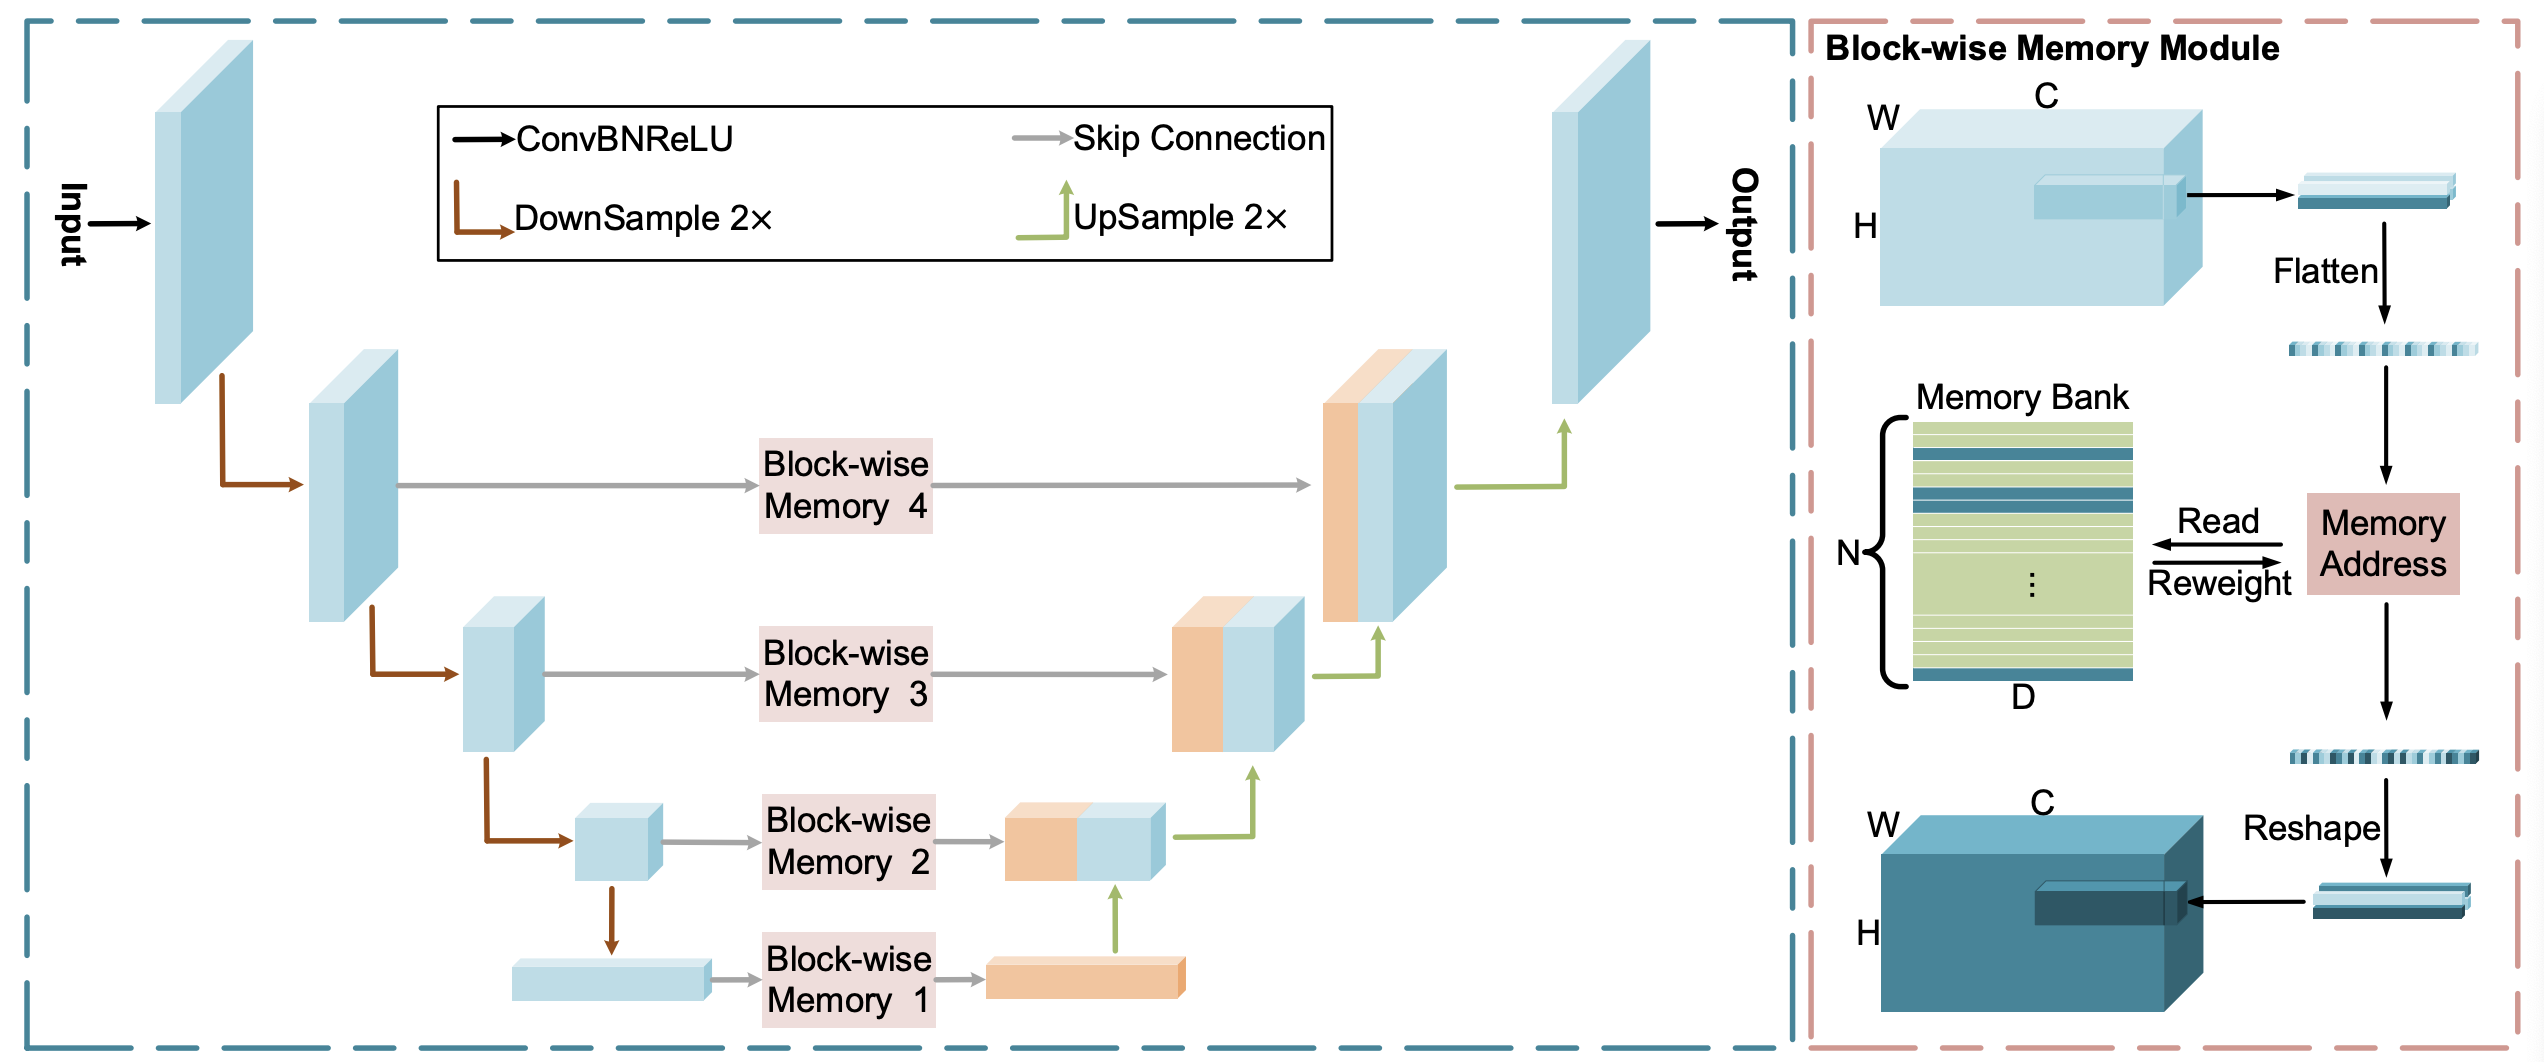 Input
ConvBNReLU
Skip Connection
DownSample 2×
UpSample 2×
Output
Block-wise
Memory 4
Block-wise
Memory 3
Block-wise
Memory 2
Block-wise
Memory 1
Block-wise Memory Module
C
W
H
Flatten
Memory Bank
N
⋮
D
Read
Reweight
Memory
Address
Reshape
C
W
H